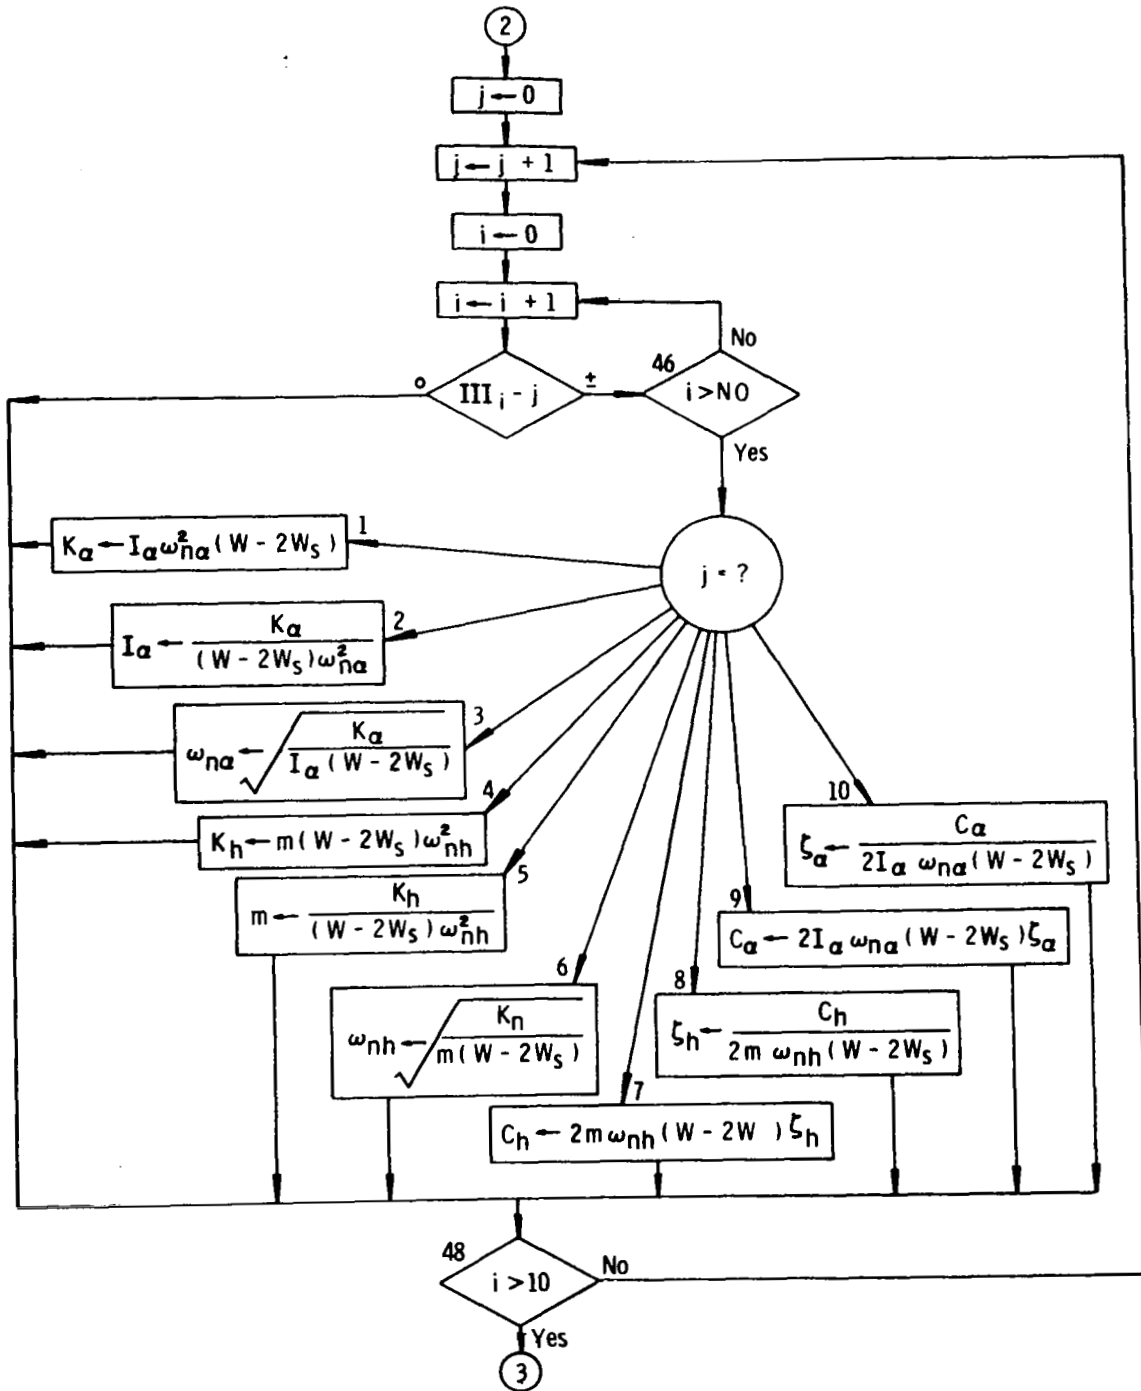 2
j ← 0
j ← j + 1
i ← 0
i ← i + 1
No
46
o
III i - j
±
i > NO
Yes
j = ?
1
K_α ← I_α ω²_nα (W - 2W_s)
2
I_α ← K_α / (W - 2W_s) ω²_nα
3
ω_nα ← √ K_α / I_α (W - 2W_s)
4
K_h ← m (W - 2W_s) ω²_nh
5
m ← K_h / (W - 2W_s) ω²_nh
6
ω_nh ← √ K_n / m (W - 2W_s)
7
C_h ← 2m ω_nh (W - 2W ) ζ_h
8
ζ_h ← C_h / 2m ω_nh (W - 2W_s)
9
C_α ← 2I_α ω_nα (W - 2W_s) ζ_α
10
ζ_α ← C_α / 2I_α ω_nα (W - 2W_s)
48
i > 10
No
Yes
3